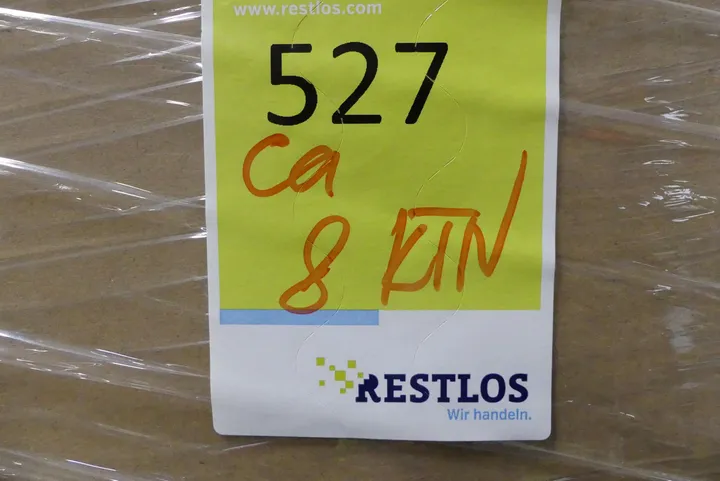 www.restlos.com
527
ca
8 KTN
RESTLOS
Wir handeln.